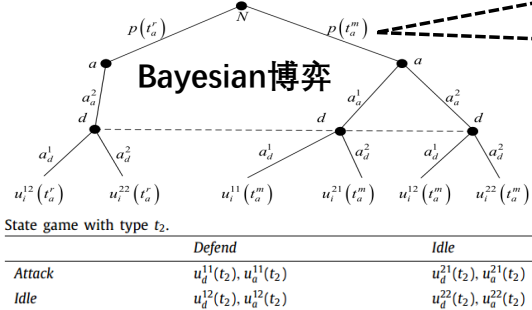 N
p(t_a^r) p(t_a^m)
a a
Bayesian博弈
a_a^2 a_a^1 a_a^2
d d d
a_d^1 a_d^2 a_d^1 a_d^2 a_d^1 a_d^2
u_i^{12}(t_a^r) u_i^{22}(t_a^r) u_i^{11}(t_a^m) u_i^{21}(t_a^m) u_i^{12}(t_a^m) u_i^{22}(t_a^m)
State game with type t_2.
Defend Idle
Attack u_d^{11}(t_2), u_a^{11}(t_2) u_d^{21}(t_2), u_a^{21}(t_2)
Idle u_d^{12}(t_2), u_a^{12}(t_2) u_d^{22}(t_2), u_a^{22}(t_2)